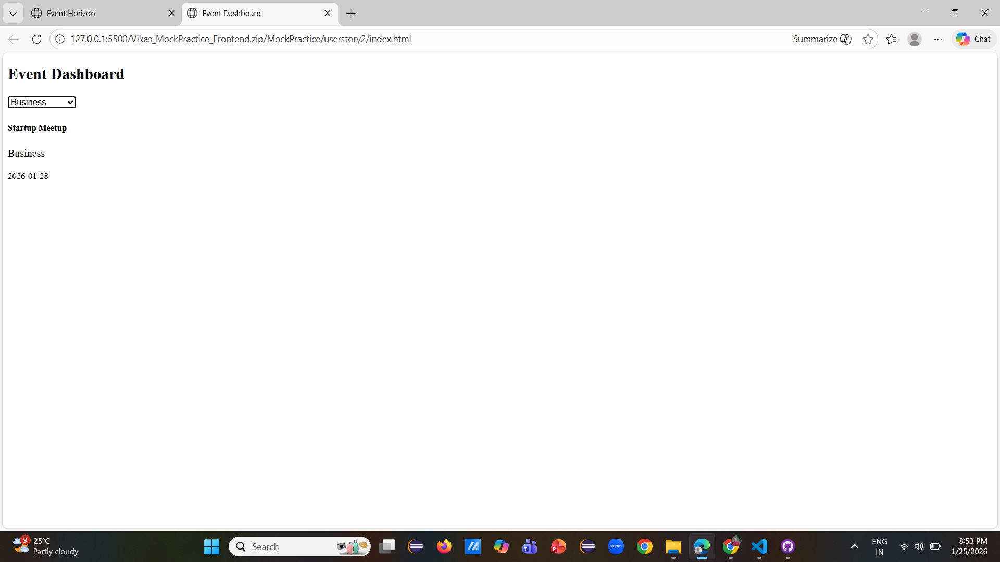 Event Horizon
Event Dashboard
127.0.0.1:5500/Vikas_MockPractice_Frontend.zip/MockPractice/userstory2/index.html
Summarize
Chat
Event Dashboard
Business
Startup Meetup
Business
2026-01-28
9
25°C
Partly cloudy
Search
T
P
zoom
ENG
IN
8:53 PM
1/25/2026